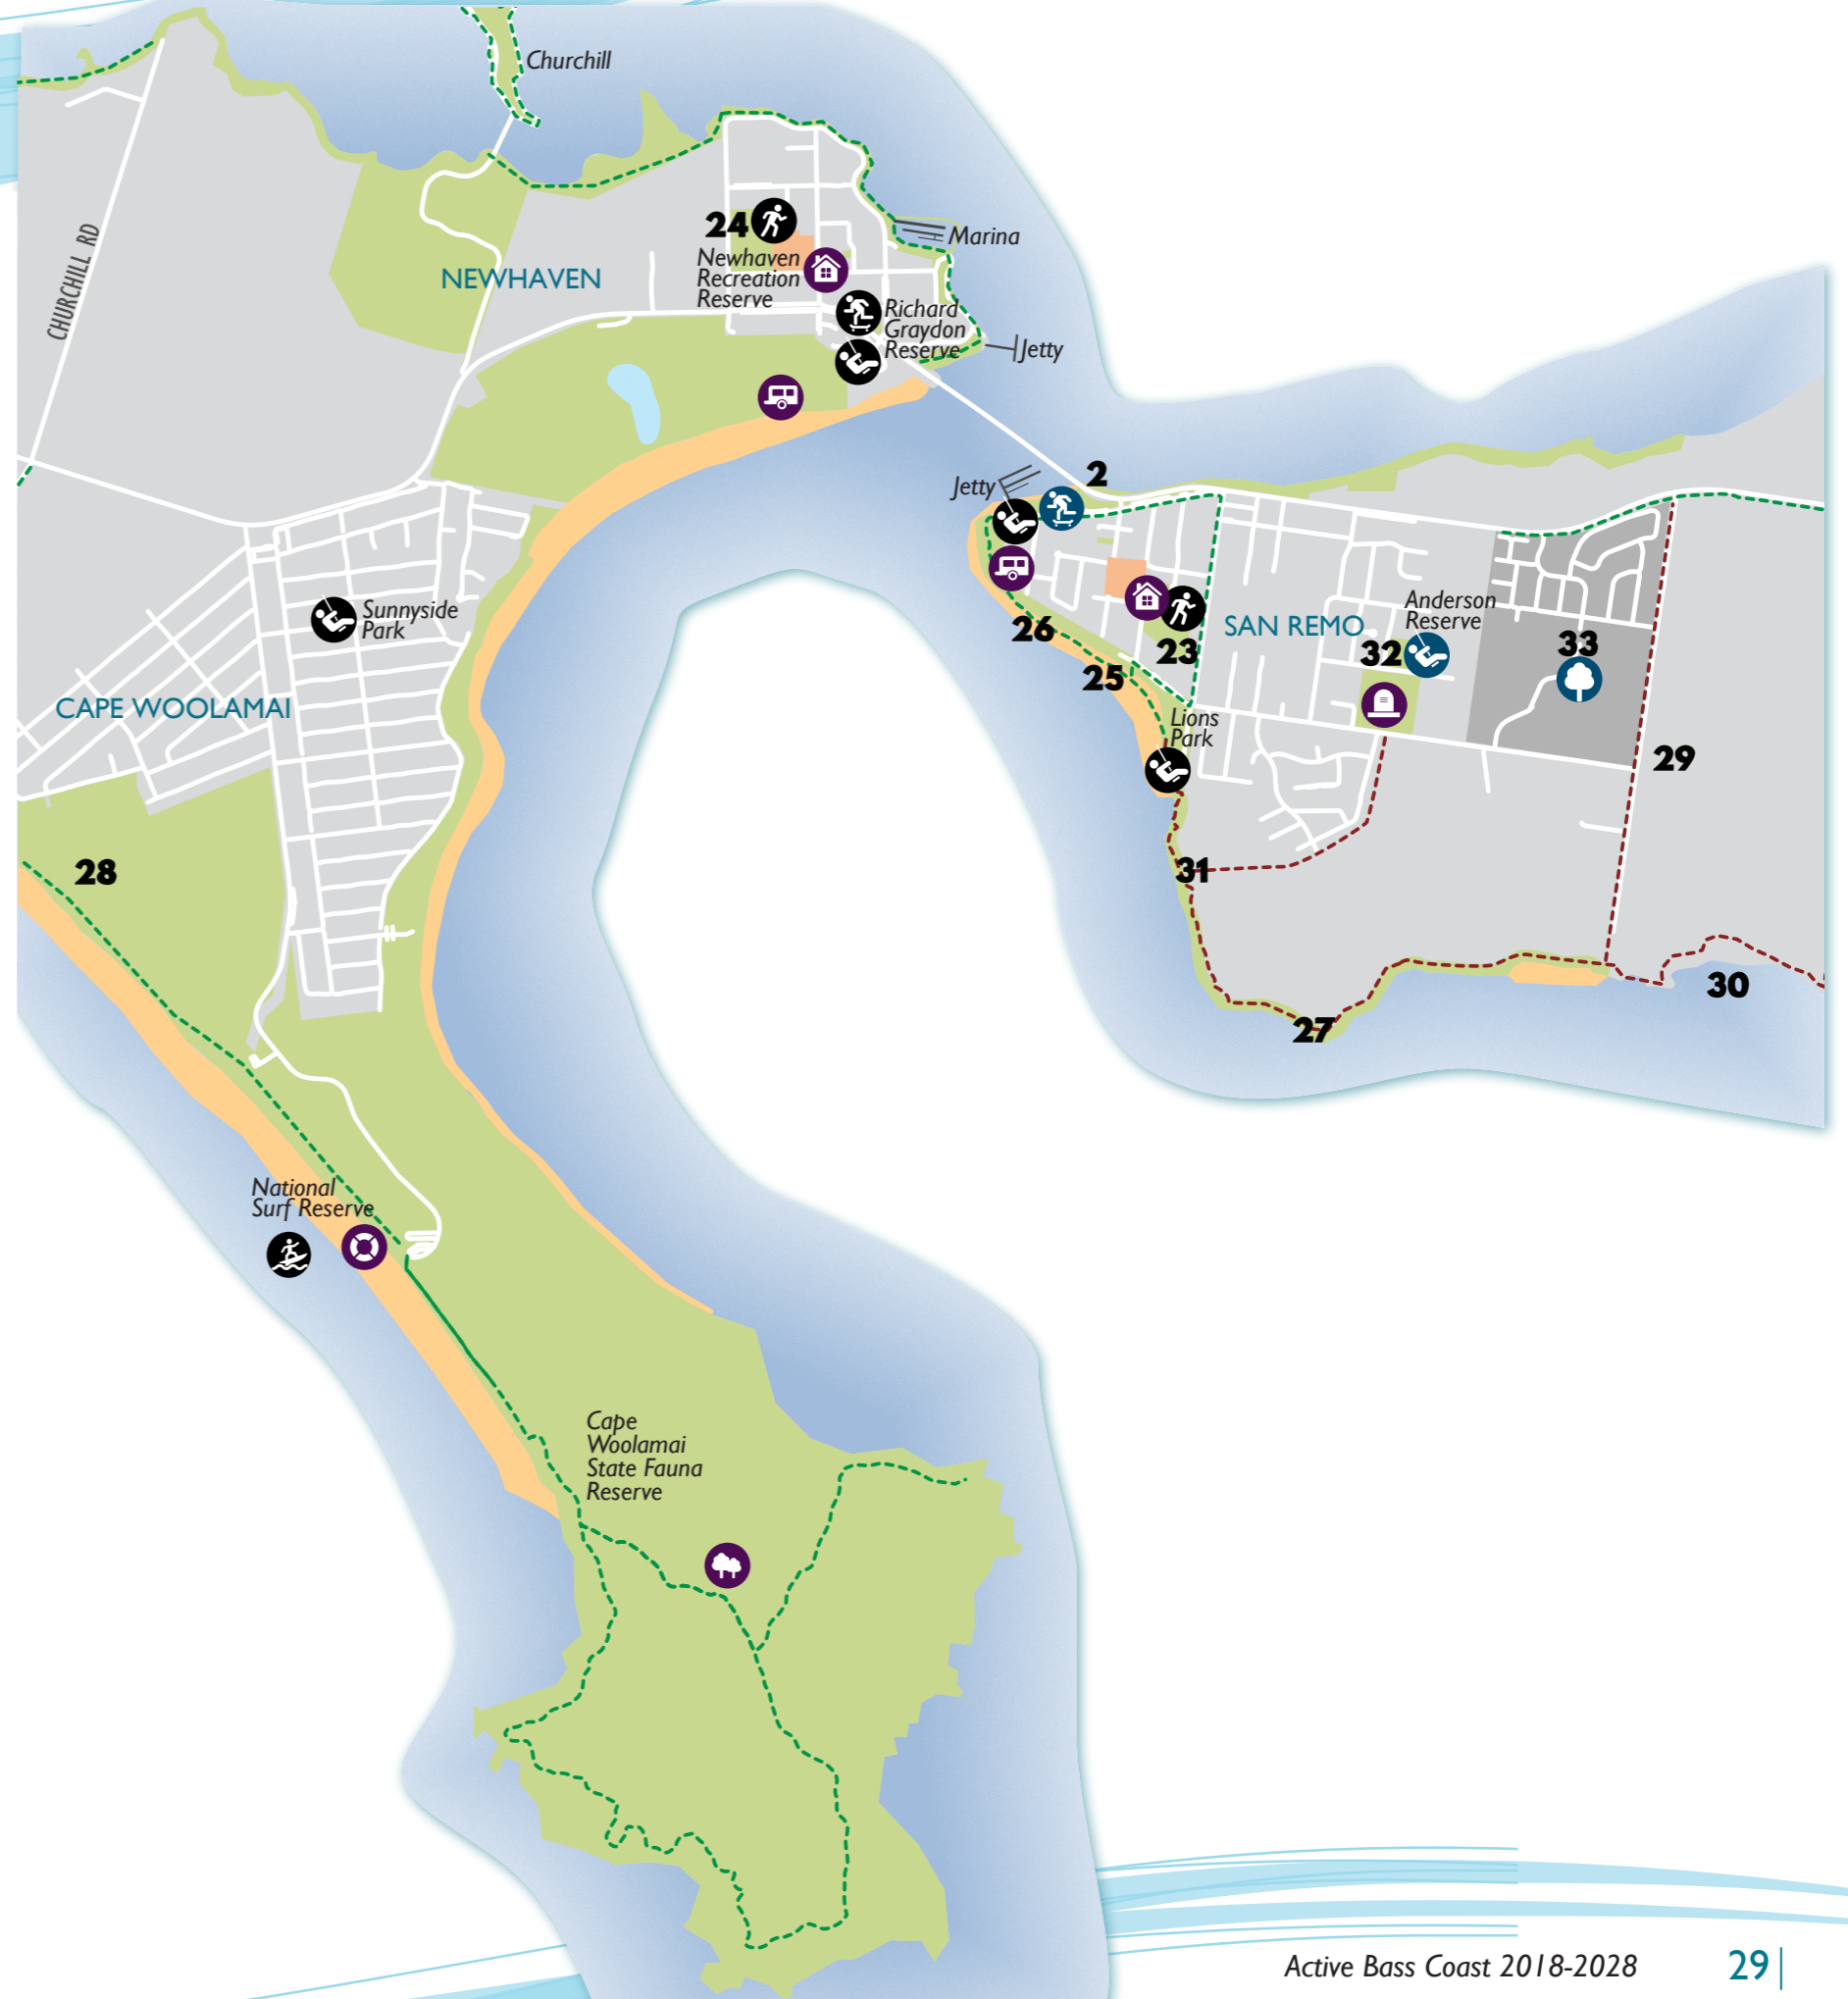 Churchill
CHURCHILL RD
24
Newhaven
Recreation
Reserve
Marina
NEWHAVEN
Richard
Graydon
Reserve
Jetty
2
Jetty
Sunnyside
Park
26
25
23
SAN REMO
Anderson
Reserve
32
33
CAPE WOOLAMAI
Lions
Park
29
28
31
30
27
National
Surf Reserve
Cape
Woolamai
State Fauna
Reserve
Active Bass Coast 2018-2028
29